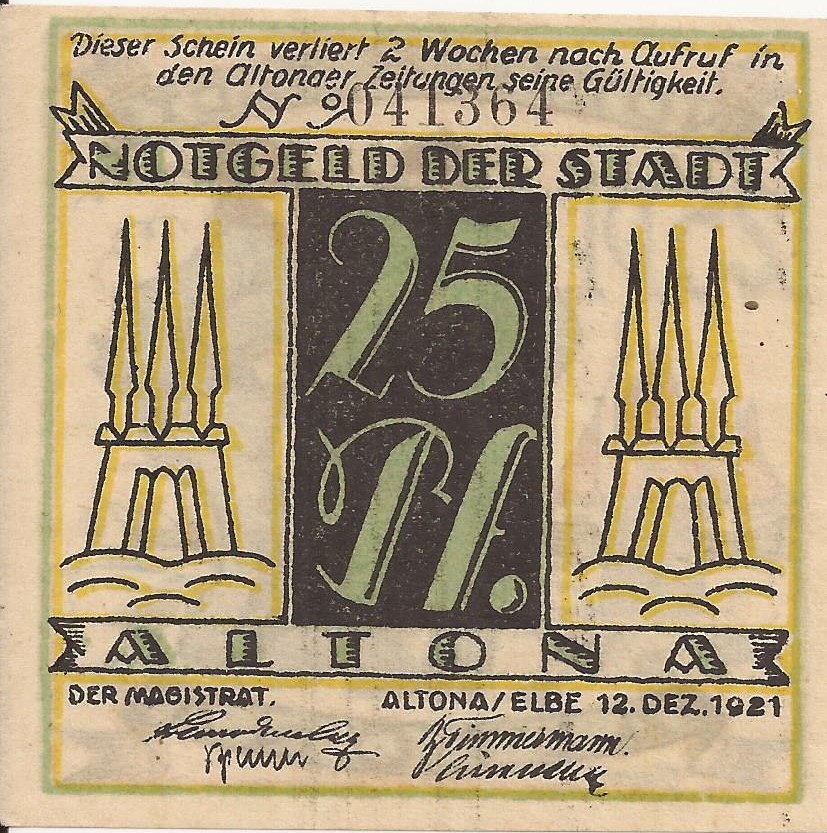 Dieser Schein verliert 2 Wochen nach Aufruf in
den Altonaer Zeitungen seine Gültigkeit.
No 041364
NOTGELD DER STADT
25
Pf.
ALTONA
DER MAGISTRAT. ALTONA/ELBE 12. DEZ. 1921
Zimmermann.